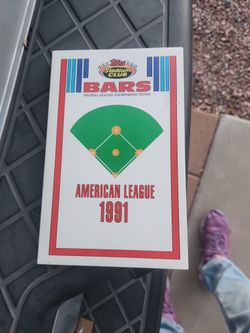 Topps
Stadium
CLUB
BARS
AMERICAN LEAGUE
1991